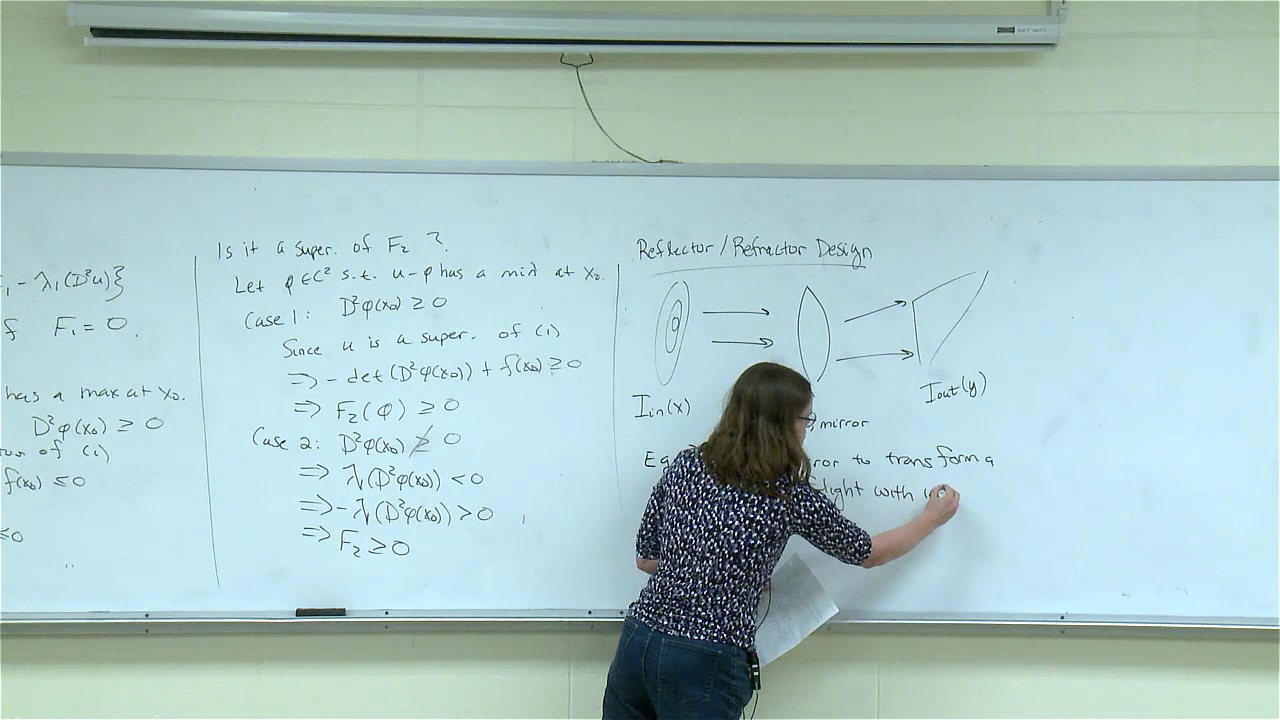 - λ₁(D²u)}
F₁ = 0.
has a max at x₀.
D²φ(x₀) ≥ 0
of (1)
f(x₀) ≤ 0
≤0
Is it a super. of F₂ ?
Let φ∈C² s.t. u-φ has a min at x₀.
Case 1: D²φ(x₀) ≥ 0
Since u is a super. of (1)
⇒ -det(D²φ(x₀)) + f(x₀) ≥ 0
⇒ F₂(φ) ≥ 0
Case 2: D²φ(x₀) ≱ 0
⇒ λ₁(D²φ(x₀)) < 0
⇒ -λ₁(D²φ(x₀)) > 0
⇒ F₂ ≥ 0
Reflector/Refractor Design
Iin(x)
Iout(y)
mirror
to transform a
light with